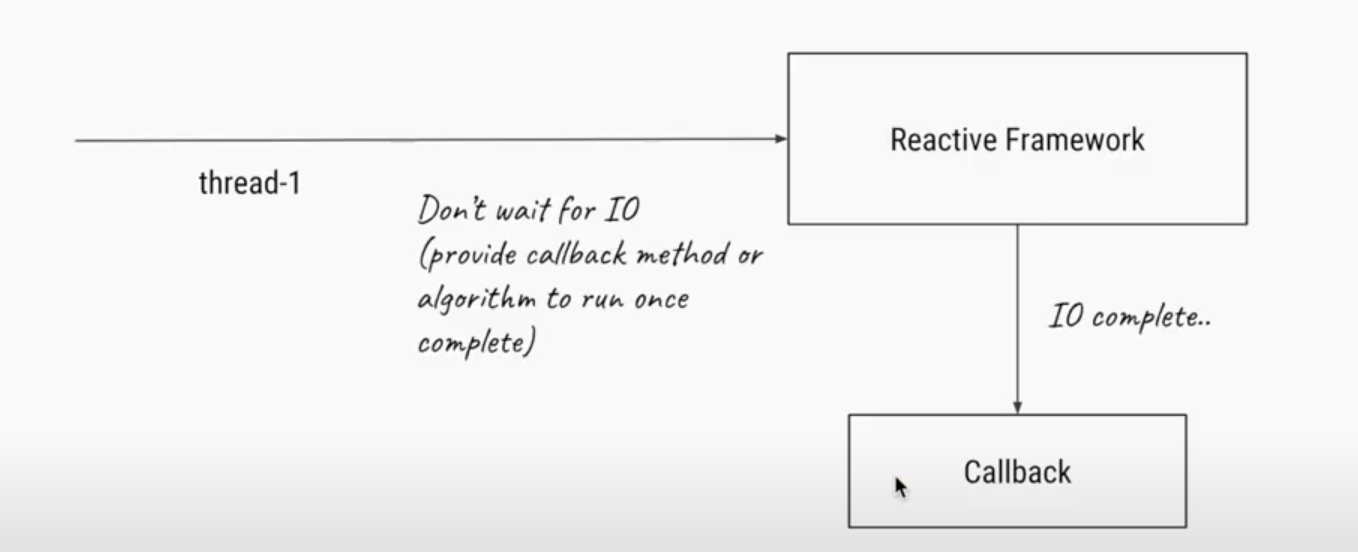 Reactive Framework
thread-1
Don't wait for IO
(provide callback method or
algorithm to run once
complete)
IO complete..
Callback